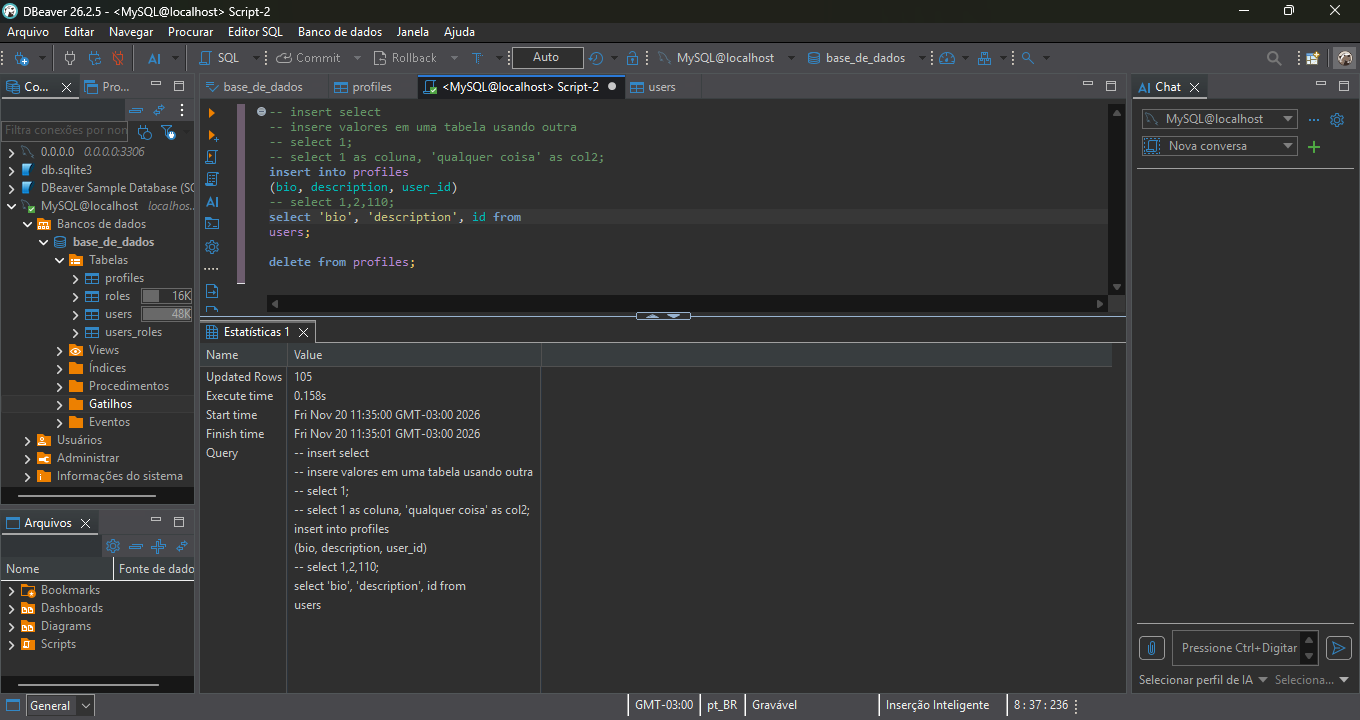 DBeaver 26.2.5 - <MySQL@localhost> Script-2
Arquivo Editar Navegar Procurar Editor SQL Banco de dados Janela Ajuda
AI SQL Commit Rollback T Auto MySQL@localhost base_de_dados
Co... Pro...
Filtra conexões por nom
0.0.0.0 0.0.0.0:3306
db.sqlite3
DBeaver Sample Database (SQ
MySQL@localhost localhos...
Bancos de dados
base_de_dados
Tabelas
profiles
roles 16K
users 48K
users_roles
Views
Índices
Procedimentos
Gatilhos
Eventos
Usuários
Administrar
Informações do sistema
Arquivos
Nome Fonte de dado
Bookmarks
Dashboards
Diagrams
Scripts
base_de_dados profiles <MySQL@localhost> Script-2 users
AI
-- insert select
-- insere valores em uma tabela usando outra
-- select 1;
-- select 1 as coluna, 'qualquer coisa' as col2;
insert into profiles
(bio, description, user_id)
-- select 1,2,110;
select 'bio', 'description', id from
users;
delete from profiles;
Estatísticas 1
Name Value
Updated Rows 105
Execute time 0.158s
Start time Fri Nov 20 11:35:00 GMT-03:00 2026
Finish time Fri Nov 20 11:35:01 GMT-03:00 2026
Query -- insert select
-- insere valores em uma tabela usando outra
-- select 1;
-- select 1 as coluna, 'qualquer coisa' as col2;
insert into profiles
(bio, description, user_id)
-- select 1,2,110;
select 'bio', 'description', id from
users
AI Chat
MySQL@localhost
Nova conversa
Pressione Ctrl+Digitar
Selecionar perfil de IA Seleciona...
General GMT-03:00 pt_BR Gravável Inserção Inteligente 8 : 37 : 236